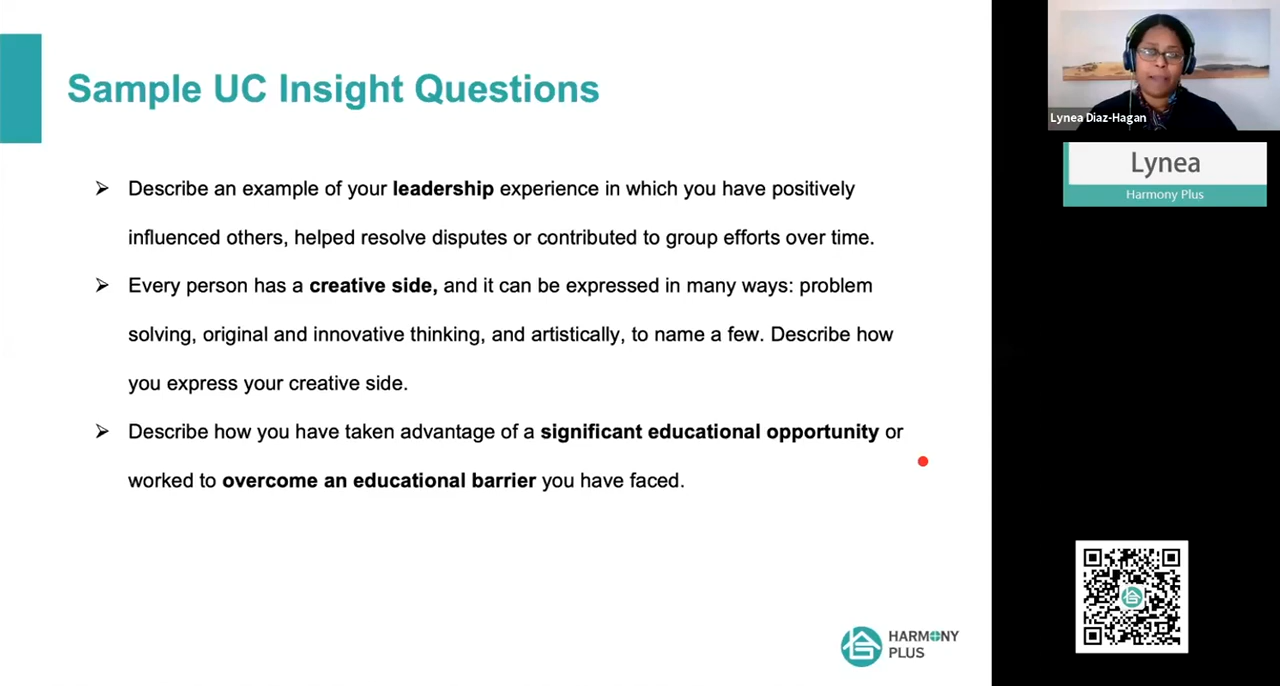 Sample UC Insight Questions
➢ Describe an example of your leadership experience in which you have positively
influenced others, helped resolve disputes or contributed to group efforts over time.
➢ Every person has a creative side, and it can be expressed in many ways: problem
solving, original and innovative thinking, and artistically, to name a few. Describe how
you express your creative side.
➢ Describe how you have taken advantage of a significant educational opportunity or
worked to overcome an educational barrier you have faced.
HARMONY
PLUS
Lynea Diaz-Hagan
Lynea
Harmony Plus